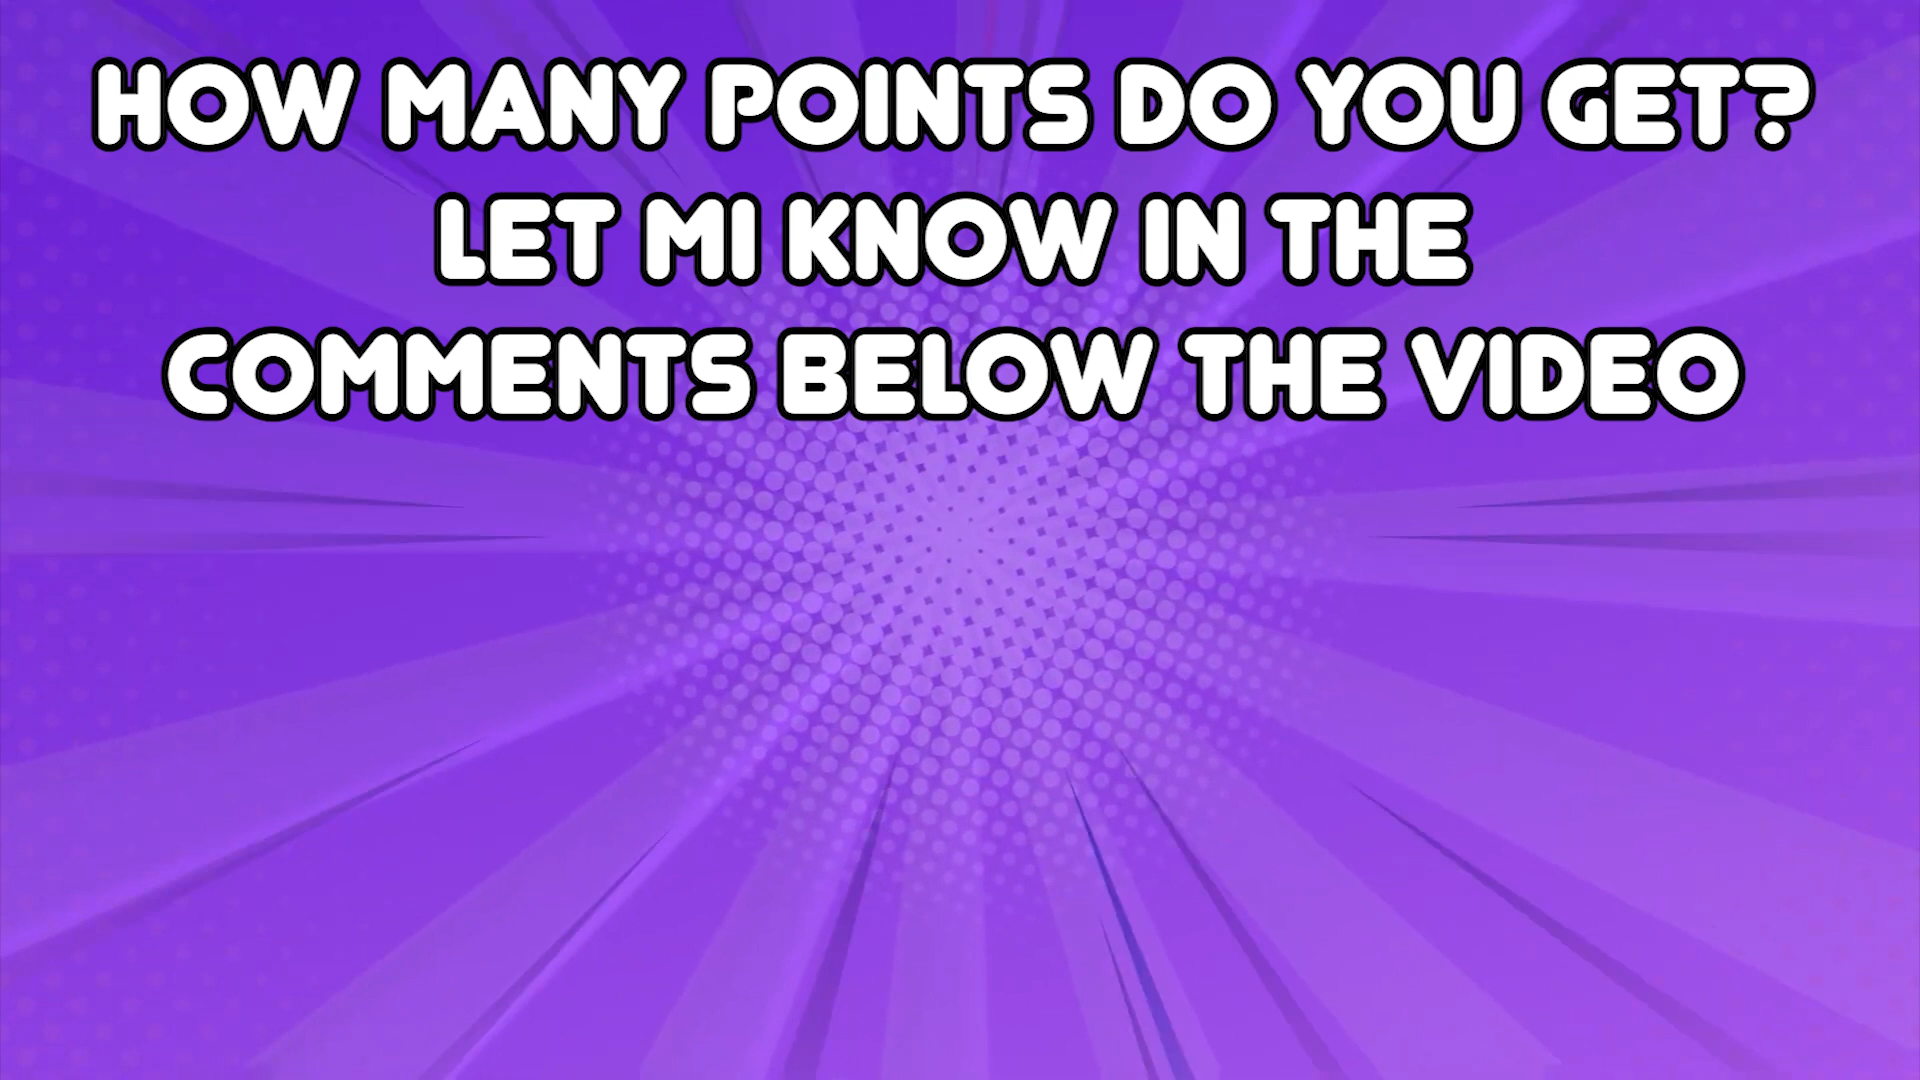 HOW MANY POINTS DO YOU GET?
LET MI KNOW IN THE
COMMENTS BELOW THE VIDEO